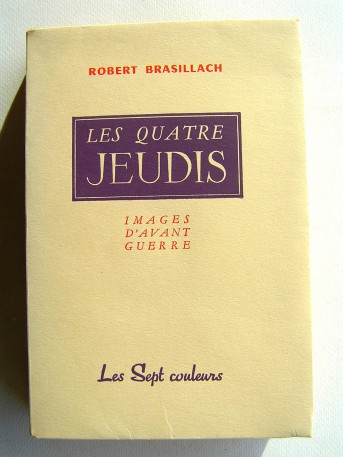 ROBERT BRASILLACH
LES QUATRE
JEUDIS
IMAGES
D'AVANT
GUERRE
Les Sept couleurs